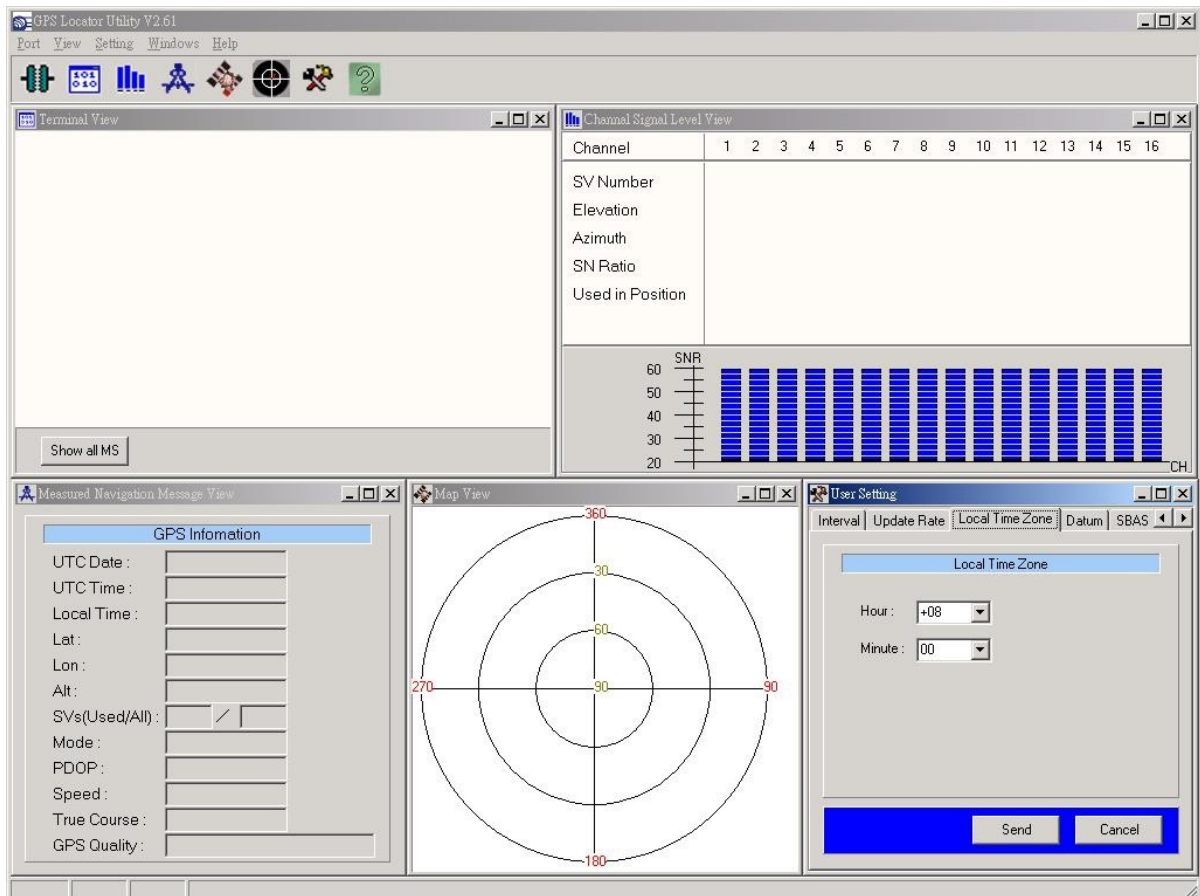 GPS Locator Utility V2.61
Port View Setting Windows Help
101
010
Terminal View
Show all MS
Channal Signal Level View
Channel 1 2 3 4 5 6 7 8 9 10 11 12 13 14 15 16
SV Number
Elevation
Azimuth
SN Ratio
Used in Position
SNR
60
50
40
30
20
CH
Measured Navigation Message View
GPS Infomation
UTC Date :
UTC Time :
Local Time :
Lat :
Lon :
Alt :
SVs(Used/All) : /
Mode :
PDOP :
Speed :
True Course :
GPS Quality :
Map View
360
30
60
270 90 90
180
User Setting
Interval Update Rate Local Time Zone Datum SBAS
Local Time Zone
Hour : +08
Minute : 00
Send Cancel